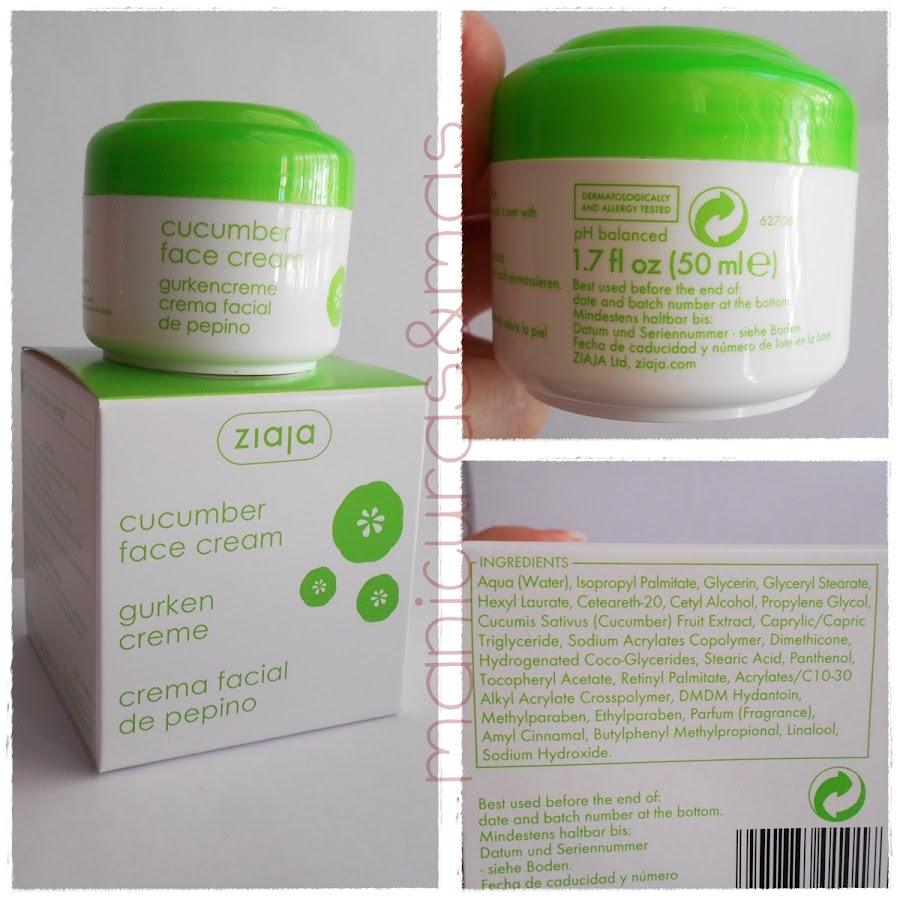 cucumber
face cream
gurkencreme
crema facial
de pepino
ziaja
cucumber
face cream
gurken
creme
crema facial
de pepino
manicuras&mas
over with
einmassieren.
sobre la piel
DERMATOLOGICALLY
AND ALLERGY TESTED
62706
pH balanced
1.7 fl oz (50 ml e)
Best used before the end of:
date and batch number at the bottom.
Mindestens haltbar bis:
Datum und Seriennummer - siehe Boden.
Fecha de caducidad y número de lote en la base.
ZIAJA Ltd, ziaja.com
INGREDIENTS
Aqua (Water), Isopropyl Palmitate, Glycerin, Glyceryl Stearate,
Hexyl Laurate, Ceteareth-20, Cetyl Alcohol, Propylene Glycol,
Cucumis Sativus (Cucumber) Fruit Extract, Caprylic/Capric
Triglyceride, Sodium Acrylates Copolymer, Dimethicone,
Hydrogenated Coco-Glycerides, Stearic Acid, Panthenol,
Tocopheryl Acetate, Retinyl Palmitate, Acrylates/C10-30
Alkyl Acrylate Crosspolymer, DMDM Hydantoin,
Methylparaben, Ethylparaben, Parfum (Fragrance),
Amyl Cinnamal, Butylphenyl Methylpropional, Linalool,
Sodium Hydroxide.
Best used before the end of:
date and batch number at the bottom.
Mindestens haltbar bis:
Datum und Seriennummer
- siehe Boden.
Fecha de caducidad y número